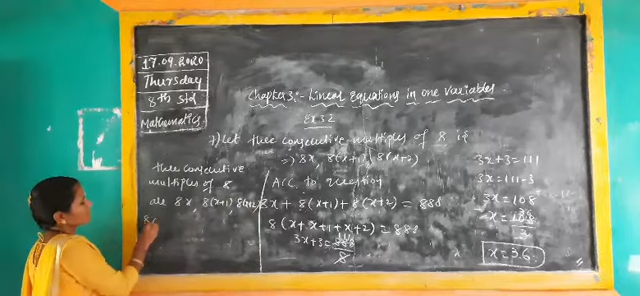 17.09.2020
Thursday
8th Std
Mathematics
Chapter 3:- Linear Equations in one Variables.
Ex 3.2
7) Let three consecutive multiples of 8 is
=) 8x, 8(x+1), 8(x+2)
three consecutive
multiples of 8
are 8x, 8(x+1), 8(x+2)
8x
A/C to Question
8x + 8(x+1) + 8(x+2) = 888
8(x+x+1+x+2) = 888
3x+3 = 888
111
8
3x+3=111
3x = 111-3
3x = 108
x = 108
36
3
x = 36.